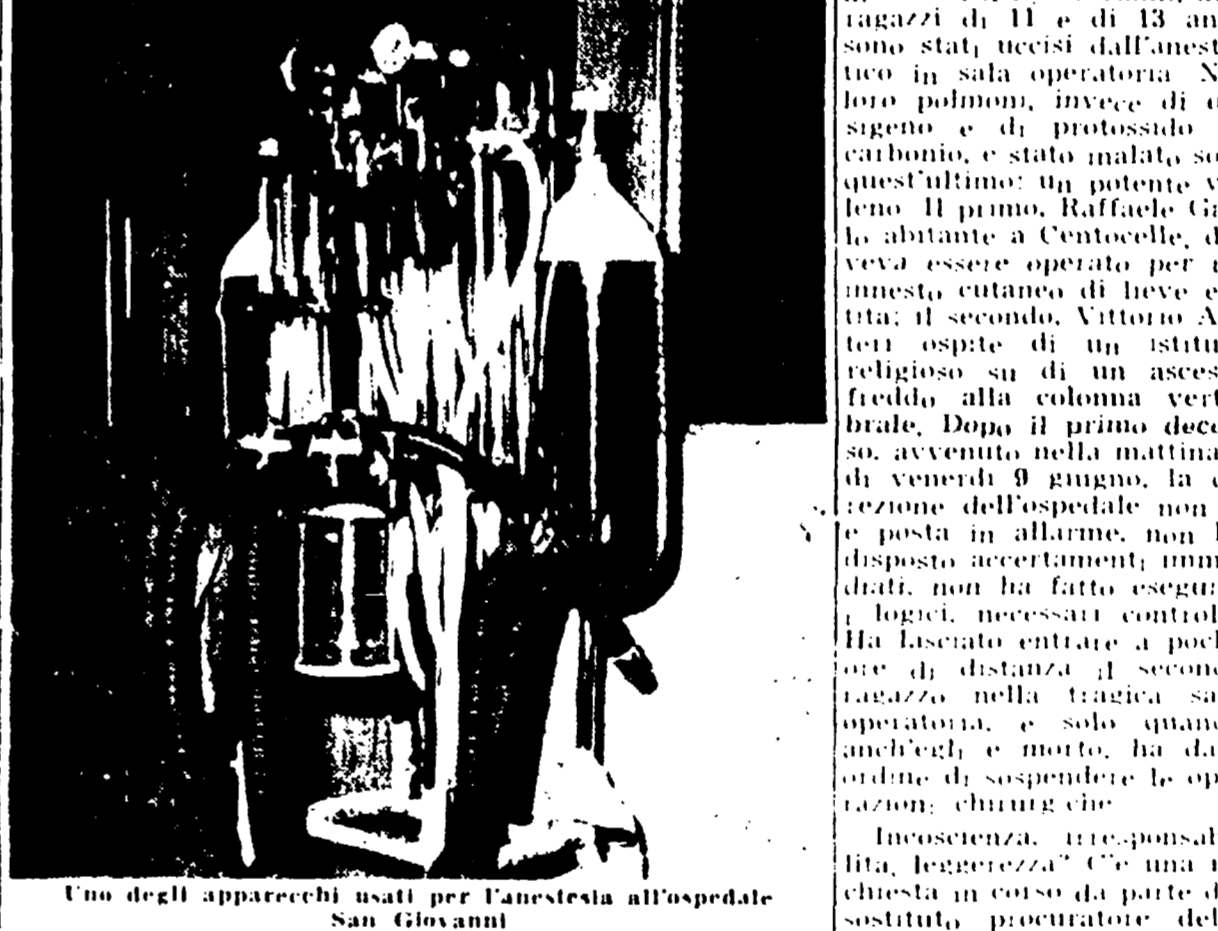 Uno degli apparecchi usati per l'anestesia all'ospedale
San Giovanni
ragazzi di 11 e di 13 an
sono stati uccisi dall'anest
tico in sala operatoria N
loro polmoni, invece di o
sigeno e di protossido
carbonio, e stato malato so
quest'ultimo: un potente v
leno Il primo, Raffaele Ga
lo abitante a Centocelle, d
veva essere operato per
innesto cutaneo di lieve e
tita; il secondo, Vittorio A
teri ospite di un istitu
religioso su di un asces
freddo alla colonna vert
brale, Dopo il primo dece
so, avvenuto nella mattina
di venerdi 9 giugno, la d
rezione dell'ospedale non
e posta in allarme, non h
disposto accertamenti imm
diati, non ha fatto esegui
i logici, necessari control
Ha lasciato entrare a poch
ore di distanza il secon
ragazzo nella tragica sa
operatoria, e solo quand
anch'egli e morto, ha da
ordine di sospendere le op
razioni chirurgiche
Incoscienza, irresponsab
lita, leggerezza? C'e una i
chiesta in corso da parte d
sostituto procuratore del